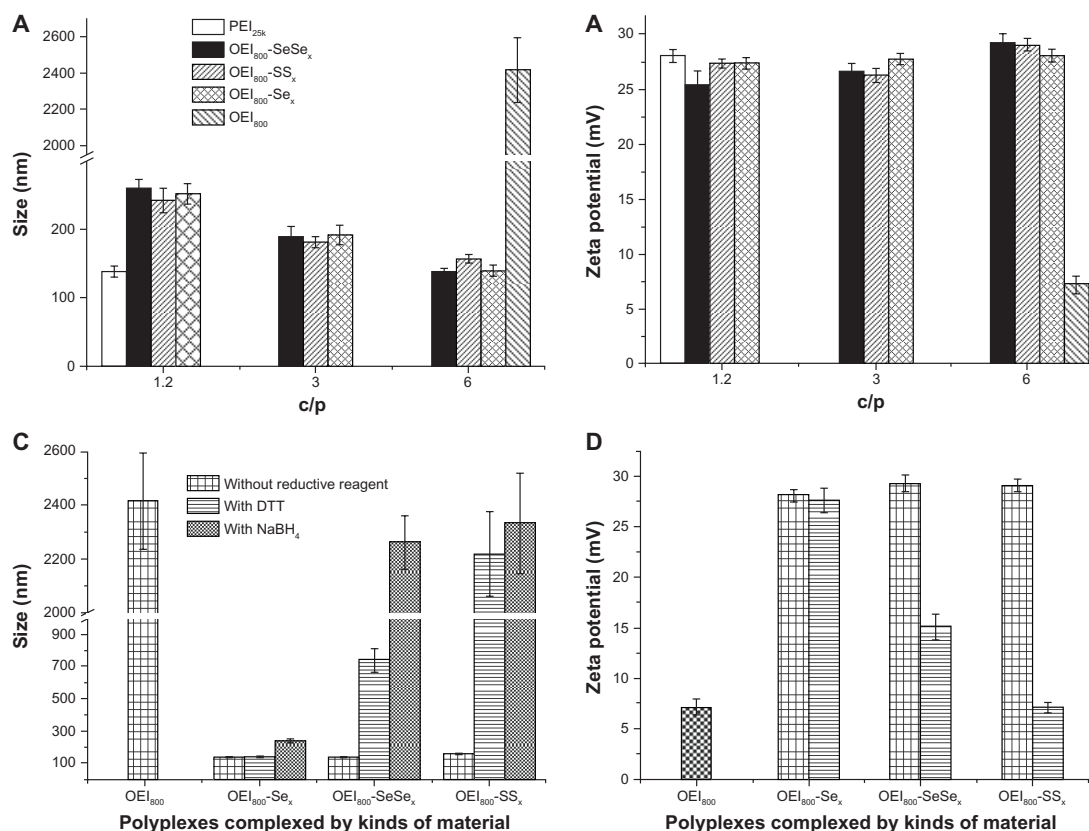 A
2600
2400
2200
2000
200
100
0
Size (nm)
PEI25k
OEI800-SeSex
OEI800-SSx
OEI800-Sex
OEI800
1.2
3
6
c/p
A
30
25
20
15
10
5
0
Zeta potential (mV)
1.2
3
6
c/p
C
2600
2400
2200
2000
900
700
500
300
100
Size (nm)
Without reductive reagent
With DTT
With NaBH4
OEI800
OEI800-Sex
OEI800-SeSex
OEI800-SSx
Polyplexes complexed by kinds of material
D
30
25
20
15
10
5
0
Zeta potential (mV)
OEI800
OEI800-Sex
OEI800-SeSex
OEI800-SSx
Polyplexes complexed by kinds of material